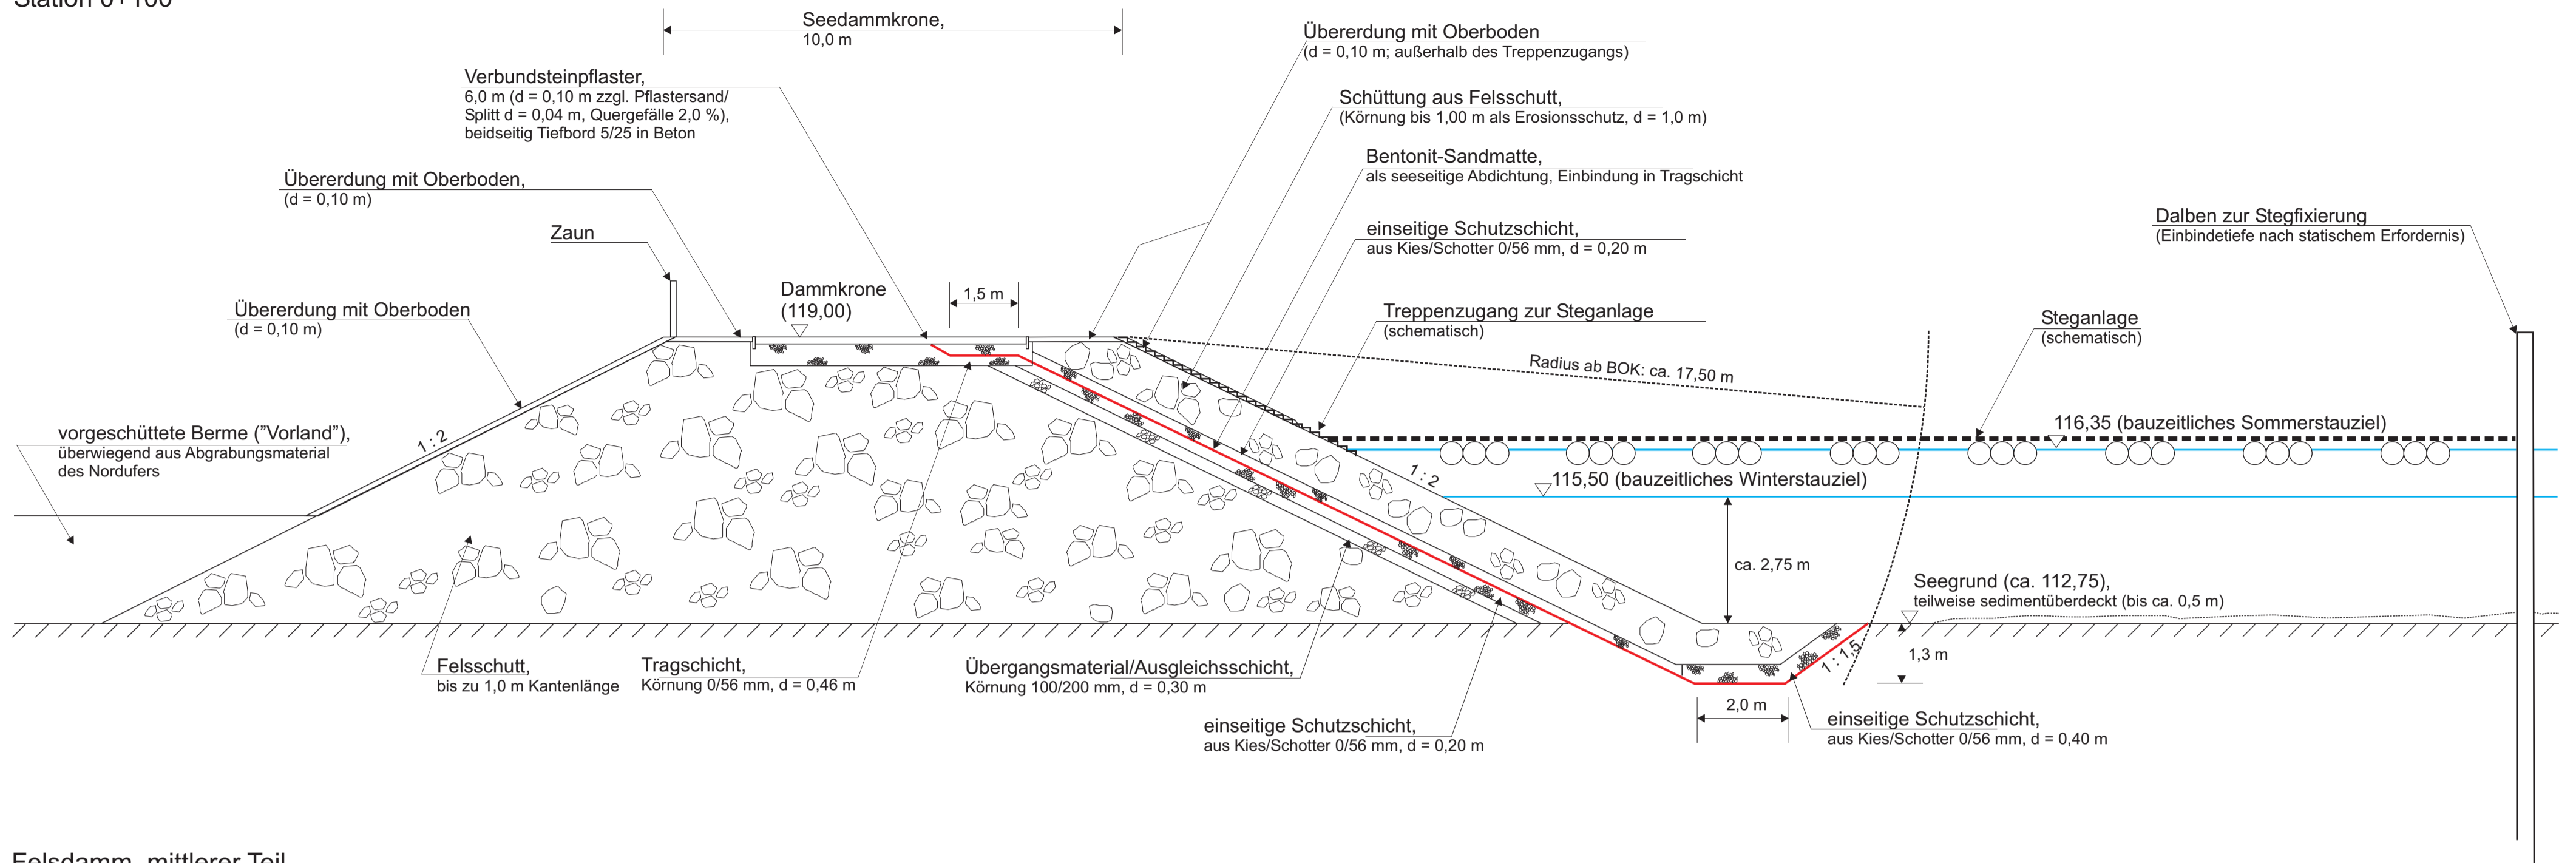 Station 0+100
Seedammkrone,
10,0 m
Übererdung mit Oberboden
(d = 0,10 m; außerhalb des Treppenzugangs)
Verbundsteinpflaster,
6,0 m (d = 0,10 m zzgl. Pflastersand/
Splitt d = 0,04 m, Quergefälle 2,0 %),
beidseitig Tiefbord 5/25 in Beton
Schüttung aus Felsschutt,
(Körnung bis 1,00 m als Erosionsschutz, d = 1,0 m)
Bentonit-Sandmatte,
als seeseitige Abdichtung, Einbindung in Tragschicht
Übererdung mit Oberboden,
(d = 0,10 m)
Zaun
einseitige Schutzschicht,
aus Kies/Schotter 0/56 mm, d = 0,20 m
Dalben zur Stegfixierung
(Einbindetiefe nach statischem Erfordernis)
Übererdung mit Oberboden
(d = 0,10 m)
Dammkrone
(119,00)
1,5 m
Treppenzugang zur Steganlage
(schematisch)
Steganlage
(schematisch)
Radius ab BOK: ca. 17,50 m
vorgeschüttete Berme ("Vorland"),
überwiegend aus Abgrabungsmaterial
des Nordufers
1 : 2
1 : 2
116,35 (bauzeitliches Sommerstauziel)
115,50 (bauzeitliches Winterstauziel)
ca. 2,75 m
Seegrund (ca. 112,75),
teilweise sedimentüberdeckt (bis ca. 0,5 m)
1,3 m
1 : 1,5
Felsschutt,
bis zu 1,0 m Kantenlänge
Tragschicht,
Körnung 0/56 mm, d = 0,46 m
Übergangsmaterial/Ausgleichsschicht,
Körnung 100/200 mm, d = 0,30 m
einseitige Schutzschicht,
aus Kies/Schotter 0/56 mm, d = 0,20 m
2,0 m
einseitige Schutzschicht,
aus Kies/Schotter 0/56 mm, d = 0,40 m
Felsdamm, mittlerer Teil